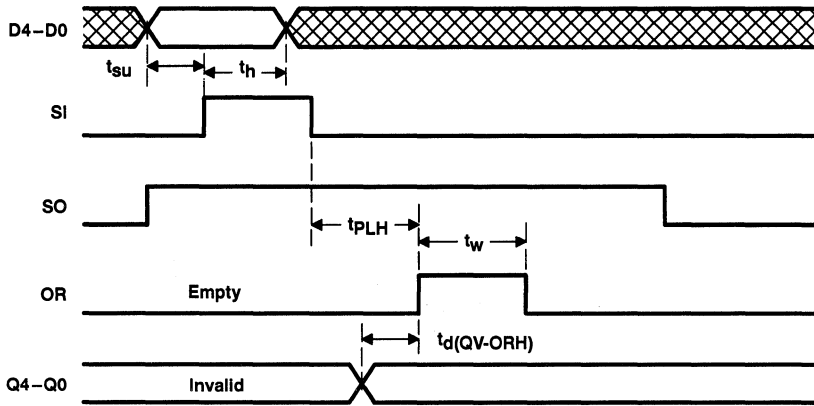 D4–D0
tsu
th
SI
SO
tPLH
tw
OR
Empty
td(QV-ORH)
Q4–Q0
Invalid